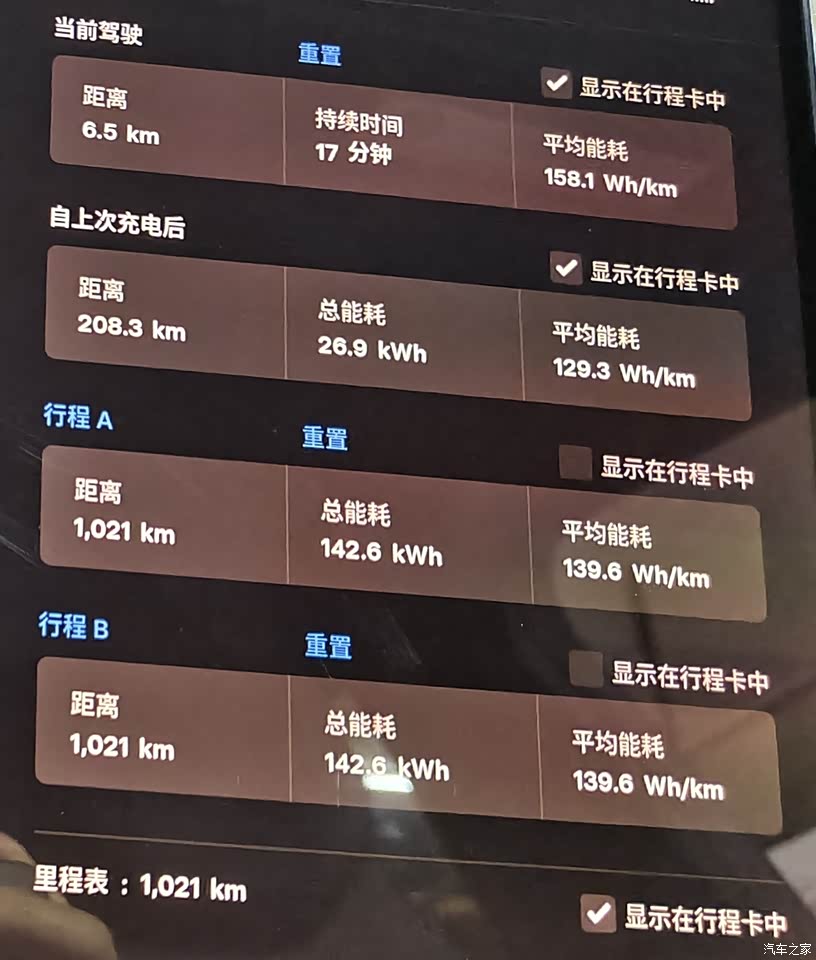 当前驾驶
重置
显示在行程卡中
距离
6.5 km
持续时间
17 分钟
平均能耗
158.1 Wh/km
自上次充电后
显示在行程卡中
距离
208.3 km
总能耗
26.9 kWh
平均能耗
129.3 Wh/km
行程 A
重置
显示在行程卡中
距离
1,021 km
总能耗
142.6 kWh
平均能耗
139.6 Wh/km
行程 B
重置
显示在行程卡中
距离
1,021 km
总能耗
142.6 kWh
平均能耗
139.6 Wh/km
里程表 : 1,021 km
显示在行程卡中
汽车之家